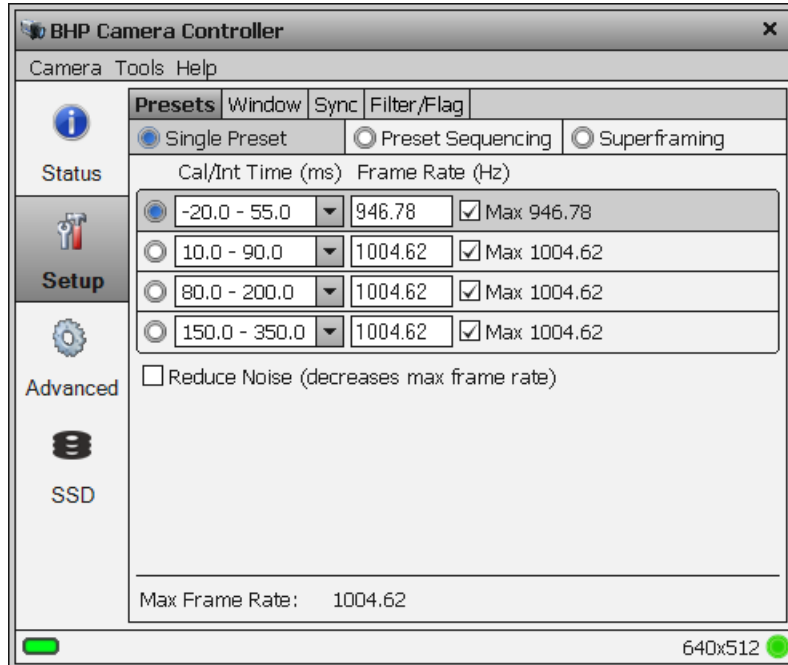 BHP Camera Controller
Camera Tools Help
Presets Window Sync Filter/Flag
Single Preset Preset Sequencing Superframing
Status
Cal/Int Time (ms) Frame Rate (Hz)
-20.0 - 55.0 946.78 Max 946.78
10.0 - 90.0 1004.62 Max 1004.62
Setup
80.0 - 200.0 1004.62 Max 1004.62
150.0 - 350.0 1004.62 Max 1004.62
Reduce Noise (decreases max frame rate)
Advanced
SSD
Max Frame Rate: 1004.62
640x512